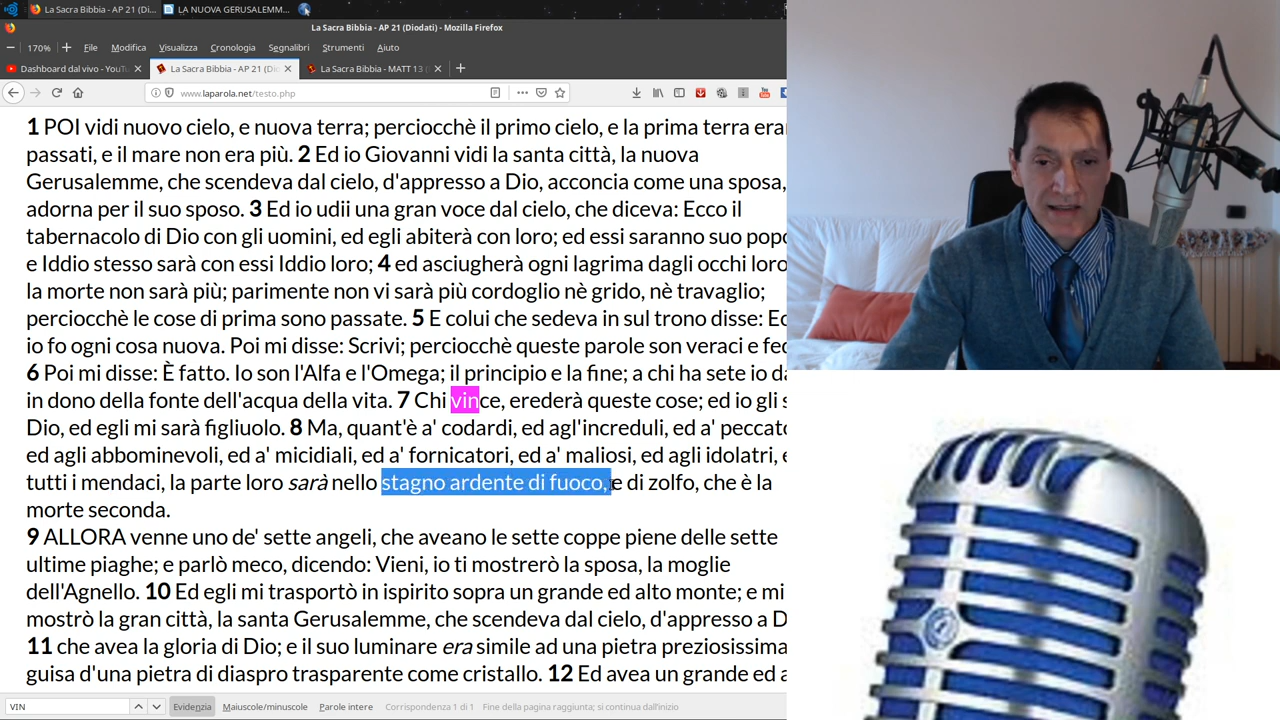 La Sacra Bibbia - AP 21 (Di...
LA NUOVA GERUSALEMM...
La Sacra Bibbia - AP 21 (Diodati) - Mozilla Firefox
170%
File Modifica Visualizza Cronologia Segnalibri Strumenti Aiuto
Dashboard dal vivo - YouTu
La Sacra Bibbia - AP 21 (Dio
La Sacra Bibbia - MATT 13 (
www.laparola.net/testo.php
1 POI vidi nuovo cielo, e nuova terra; perciocchè il primo cielo, e la prima terra eran
passati, e il mare non era più. 2 Ed io Giovanni vidi la santa città, la nuova
Gerusalemme, che scendeva dal cielo, d'appresso a Dio, acconcia come una sposa,
adorna per il suo sposo. 3 Ed io udii una gran voce dal cielo, che diceva: Ecco il
tabernacolo di Dio con gli uomini, ed egli abiterà con loro; ed essi saranno suo popo
e Iddio stesso sarà con essi Iddio loro; 4 ed asciugherà ogni lagrima dagli occhi loro
la morte non sarà più; parimente non vi sarà più cordoglio nè grido, nè travaglio;
perciocchè le cose di prima sono passate. 5 E colui che sedeva in sul trono disse: Ec
io fo ogni cosa nuova. Poi mi disse: Scrivi; perciocchè queste parole son veraci e fed
6 Poi mi disse: È fatto. Io son l'Alfa e l'Omega; il principio e la fine; a chi ha sete io da
in dono della fonte dell'acqua della vita. 7 Chi vince, erederà queste cose; ed io gli s
Dio, ed egli mi sarà figliuolo. 8 Ma, quant'è a' codardi, ed agl'increduli, ed a' peccato
ed agli abbominevoli, ed a' micidiali, ed a' fornicatori, ed a' maliosi, ed agli idolatri, e
tutti i mendaci, la parte loro sarà nello stagno ardente di fuoco, e di zolfo, che è la
morte seconda.
9 ALLORA venne uno de' sette angeli, che aveano le sette coppe piene delle sette
ultime piaghe; e parlò meco, dicendo: Vieni, io ti mostrerò la sposa, la moglie
dell'Agnello. 10 Ed egli mi trasportò in ispirito sopra un grande ed alto monte; e mi
mostrò la gran città, la santa Gerusalemme, che scendeva dal cielo, d'appresso a D
11 che avea la gloria di Dio; e il suo luminare era simile ad una pietra preziosissima
guisa d'una pietra di diaspro trasparente come cristallo. 12 Ed avea un grande ed a
VIN
Evidenzia Maiuscole/minuscole Parole intere Corrispondenza 1 di 1 Fine della pagina raggiunta; si continua dall'inizio